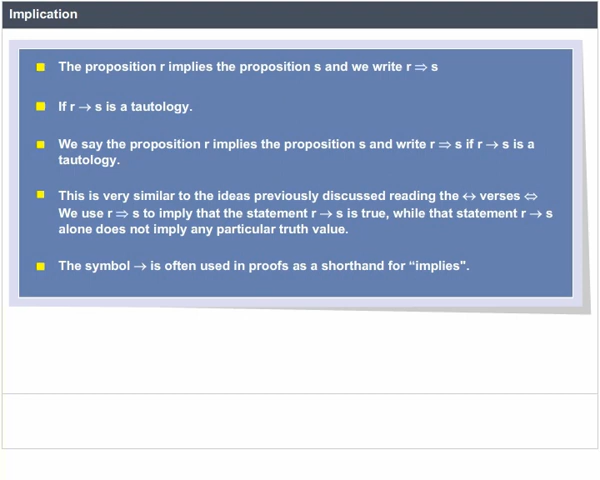 Implication
The proposition r implies the proposition s and we write r ⇒ s
If r → s is a tautology.
We say the proposition r implies the proposition s and write r ⇒ s if r → s is a
tautology.
This is very similar to the ideas previously discussed reading the ↔ verses ⇔
We use r ⇒ s to imply that the statement r → s is true, while that statement r → s
alone does not imply any particular truth value.
The symbol → is often used in proofs as a shorthand for “implies".